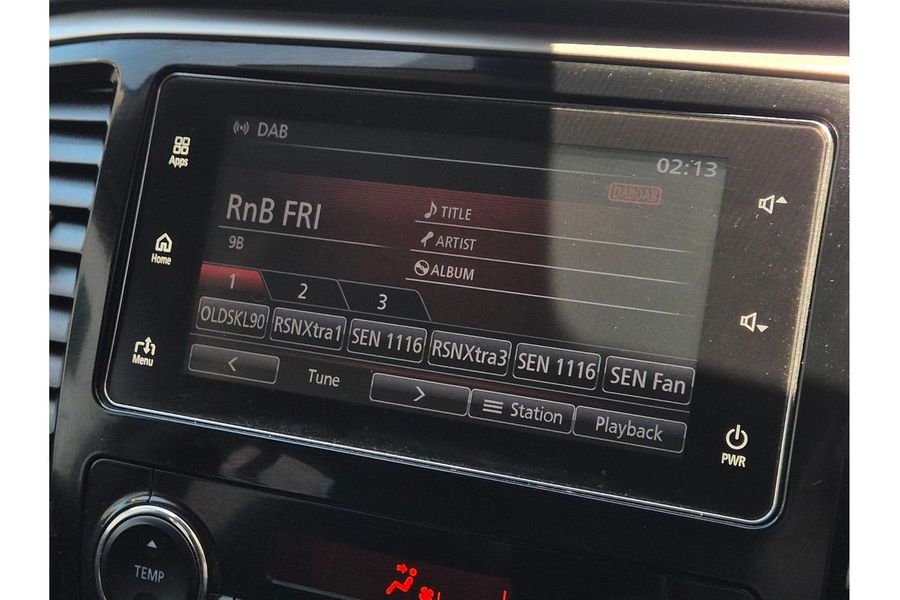 DAB
02:13
Apps
DAB:DAB
RnB FRI
TITLE
9B
ARTIST
ALBUM
Home
1
2
3
OLDSKL90
RSNXtra1
SEN 1116
RSNXtra3
SEN 1116
SEN Fan
Menu
<
Tune
>
Station
Playback
PWR
TEMP